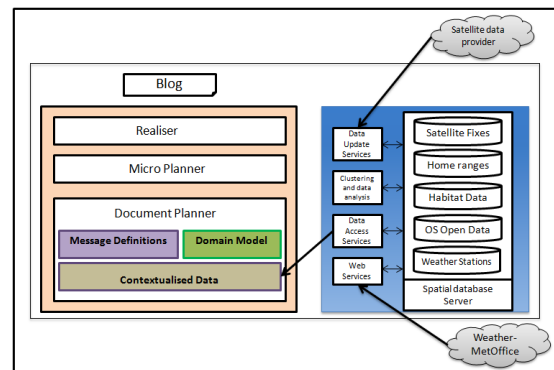 Satellite data
provider
Blog
Realiser
Micro Planner
Document Planner
Message Definitions
Domain Model
Contextualised Data
Data
Update
Services
Clustering
and data
analysis
Data
Access
Services
Web
Services
Satellite Fixes
Home ranges
Habitat Data
OS Open Data
Weather Stations
Spatial database
Server
Weather-
MetOffice